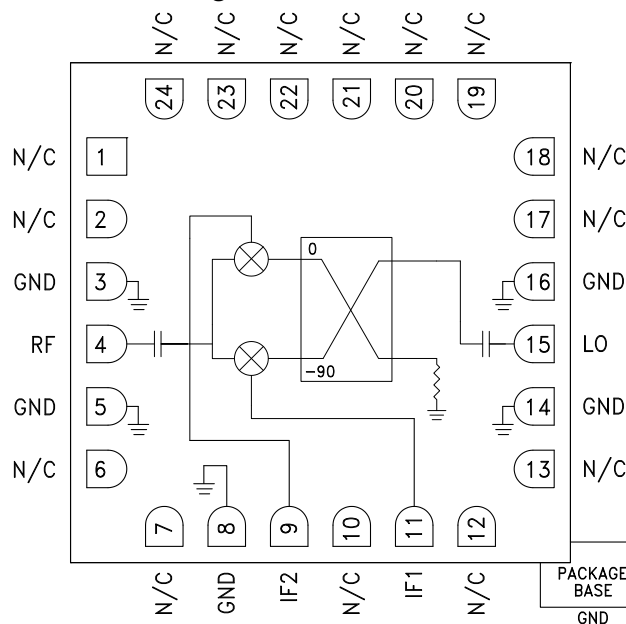 N/C N/C N/C N/C N/C N/C
24 23 22 21 20 19
N/C 1 18 N/C
N/C 2 17 N/C
GND 3 16 GND
0
RF 4 15 LO
-90
GND 5 14 GND
N/C 6 13 N/C
7 8 9 10 11 12
N/C GND IF2 N/C IF1 N/C
PACKAGE
BASE
GND